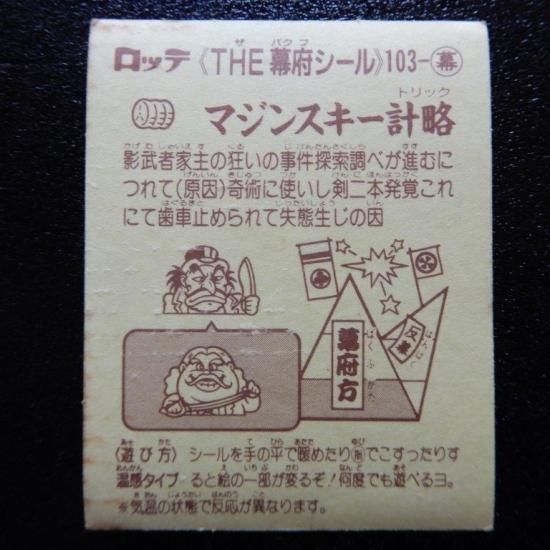 ロッテ《THE幕府シール》103-幕
マジンスキー計略
影武者家主の狂いの事件探索調べが進むに
つれて(原因)奇術に使いし剣二本発覚これ
にて歯車止められて失態生じの因
幕府方
反幕
〈遊び方〉 シールを手の平で暖めたり指でこすったりす
温感タイプ ると絵の一部が変るぞ!何度でも遊べるヨ。
※気温の状態で反応が異なります。